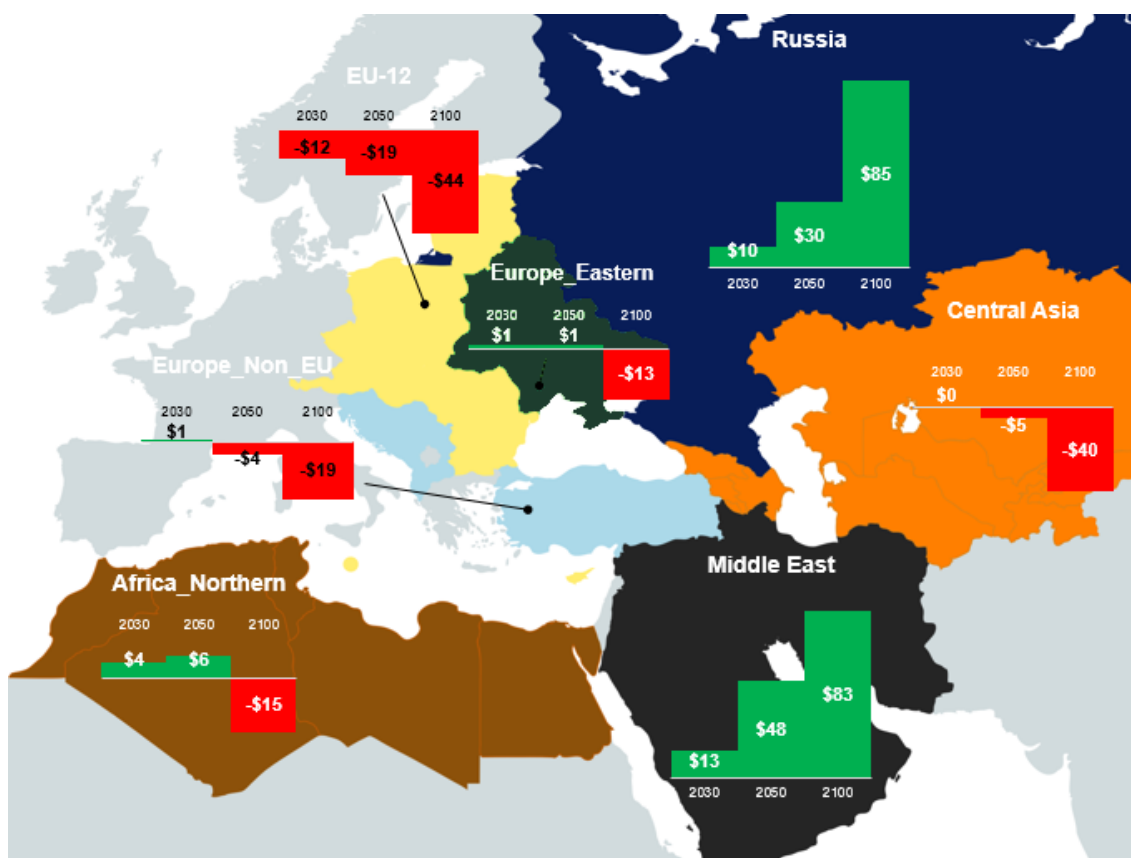 Russia
$10
$30
$85
2030 2050 2100
EU-12
2030 2050 2100
-$12 -$19 -$44
Europe_Eastern
2030 2050 2100
$1 $1 -$13
Central Asia
2030 2050 2100
$0 -$5 -$40
Europe_Non_EU
2030 2050 2100
$1 -$4 -$19
Africa_Northern
2030 2050 2100
$4 $6 -$15
Middle East
$13
$48
$83
2030 2050 2100